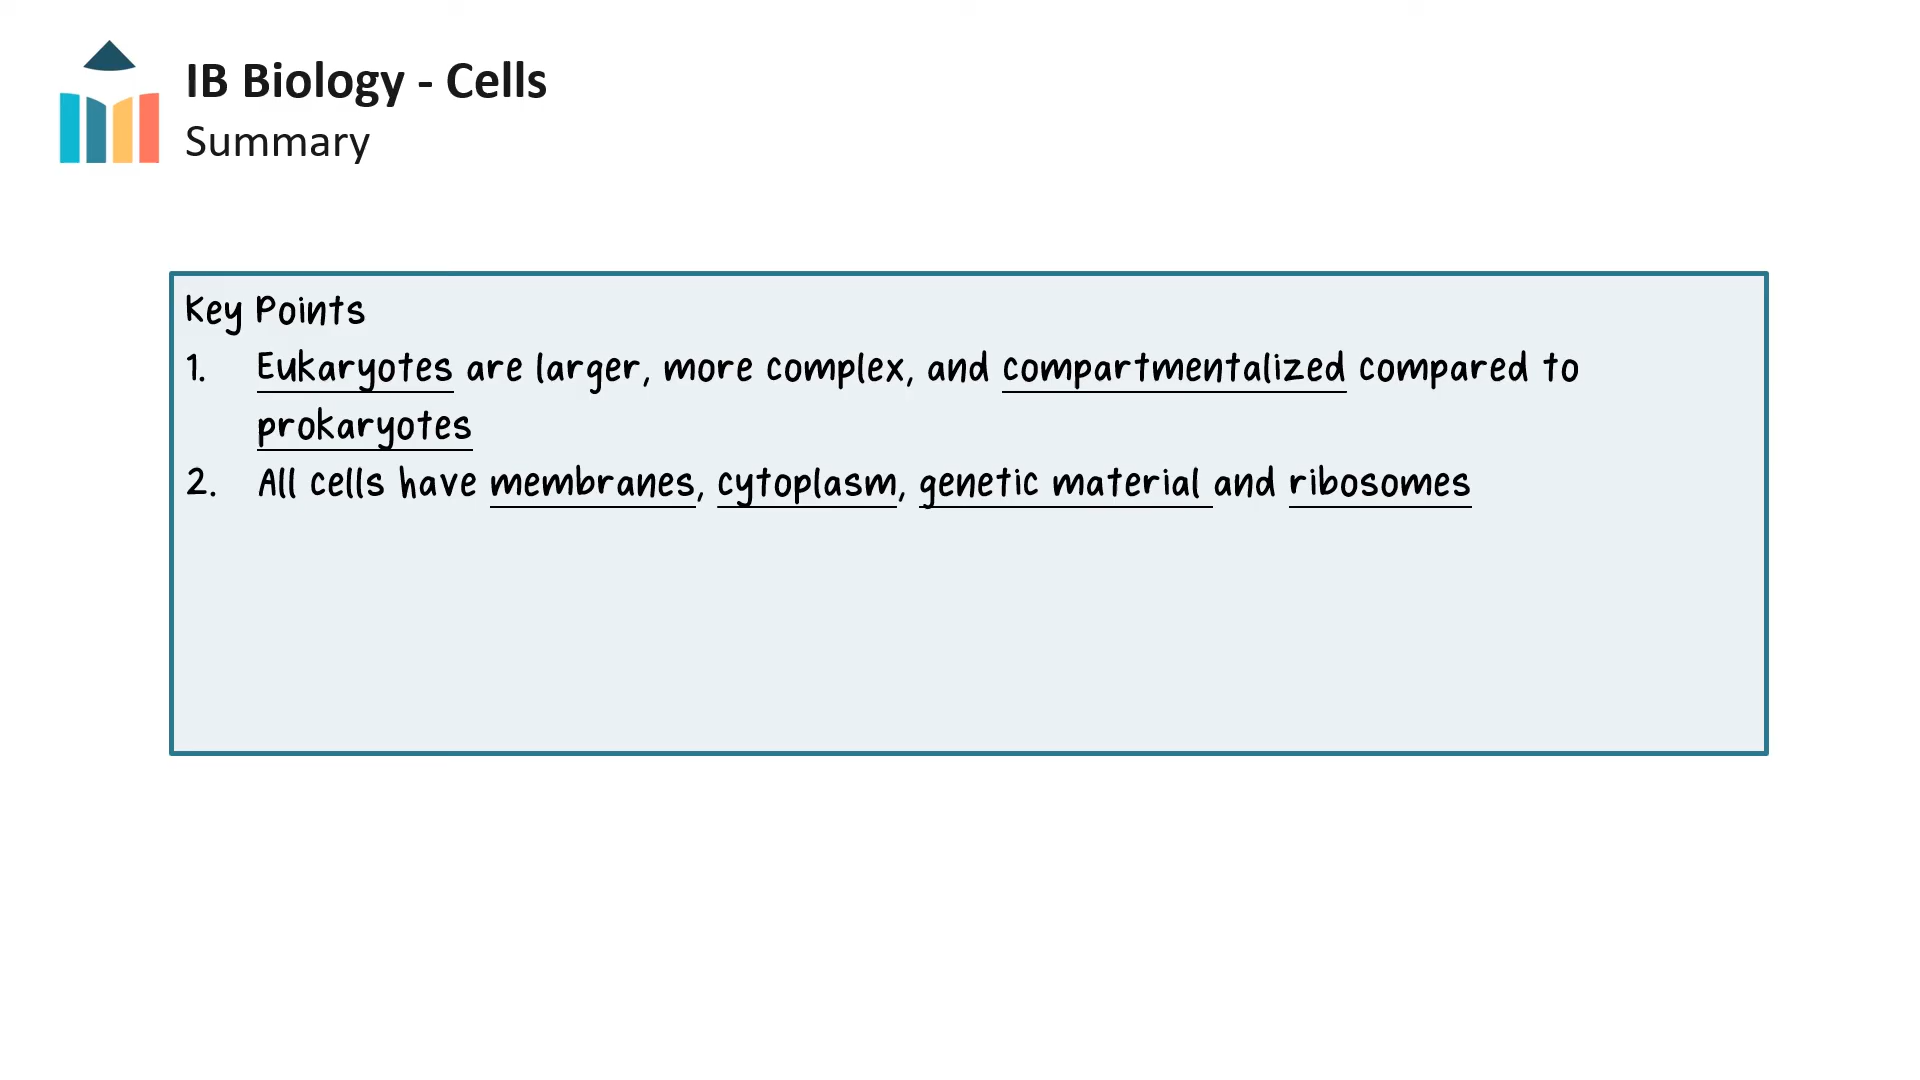 IB Biology - Cells
Summary
Key Points
1. Eukaryotes are larger, more complex, and compartmentalized compared to
prokaryotes
2. All cells have membranes, cytoplasm, genetic material and ribosomes